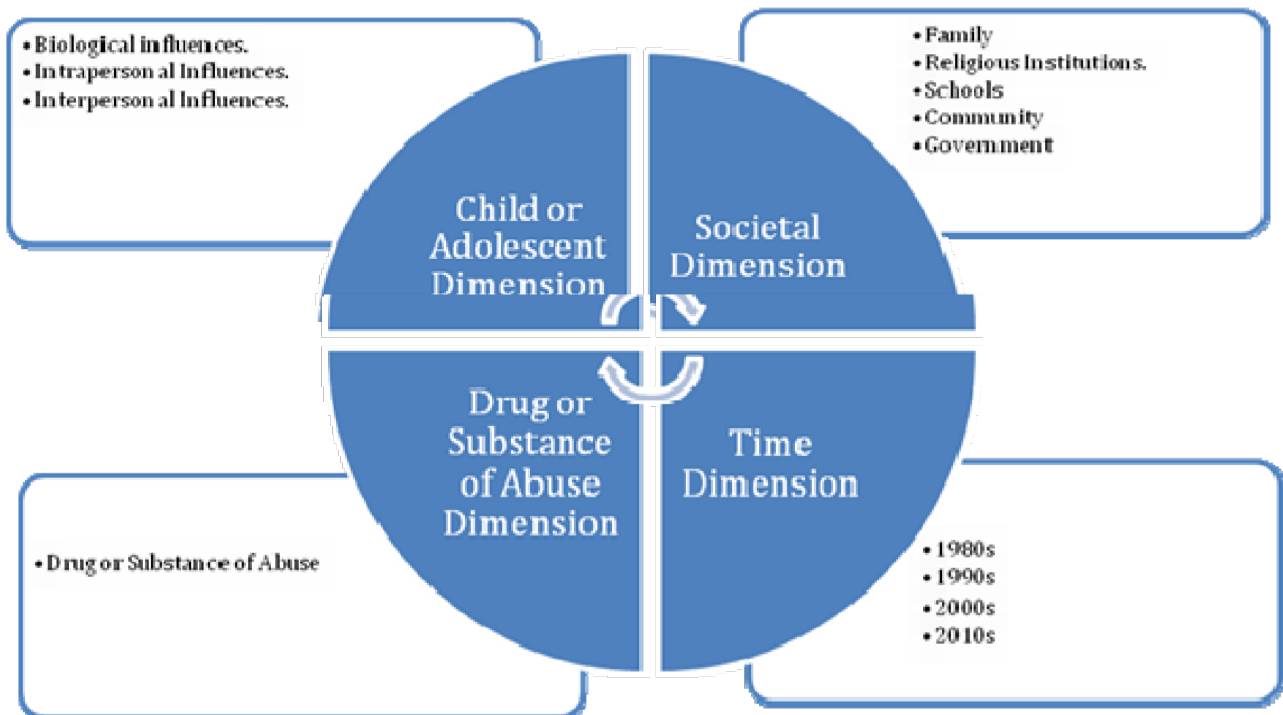 • Biological influences.
• Intrapersonal Influences.
• Interpersonal Influences.
• Family
• Religious Institutions.
• Schools
• Community
• Government
Child or
Adolescent
Dimension
Societal
Dimension
Drug or
Substance
of Abuse
Dimension
Time
Dimension
• Drug or Substance of Abuse
• 1980s
• 1990s
• 2000s
• 2010s